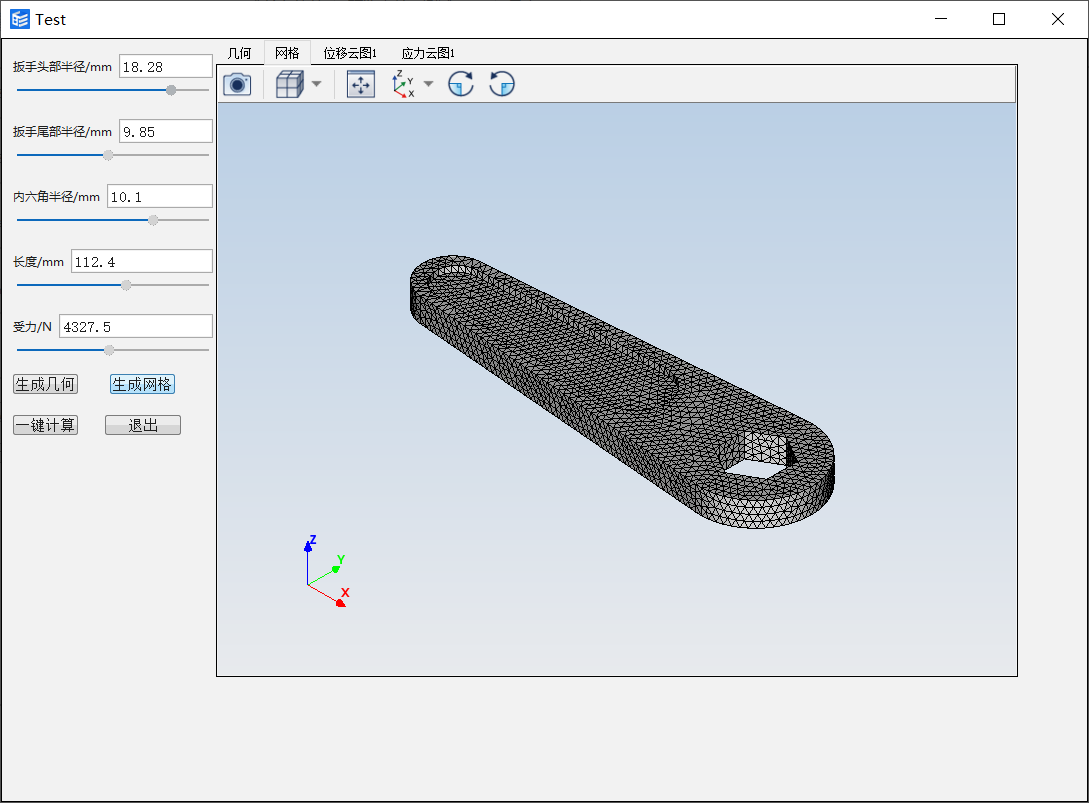 Test
扳手头部半径/mm 18.28
扳手尾部半径/mm 9.85
内六角半径/mm 10.1
长度/mm 112.4
受力/N 4327.5
生成几何 生成网格
一键计算 退出
几何 网格 位移云图1 应力云图1
Z Y X
Z
Y
X